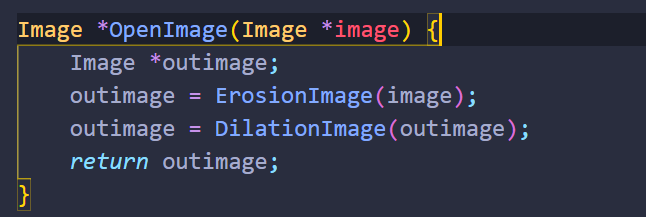 Image *OpenImage(Image *image) {
    Image *outimage;
    outimage = ErosionImage(image);
    outimage = DilationImage(outimage);
    return outimage;
}